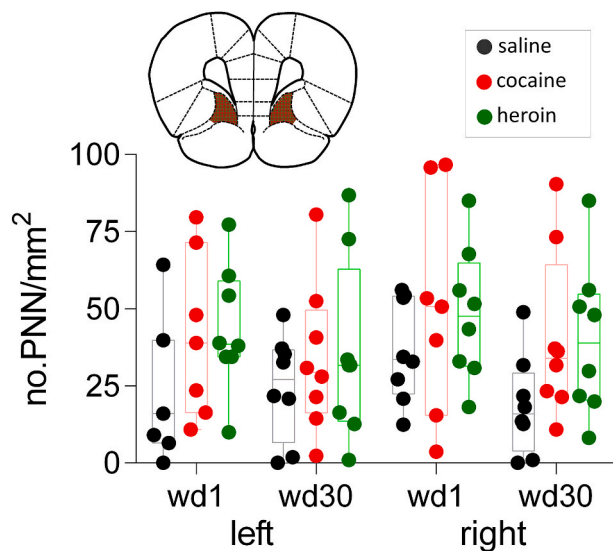 saline
cocaine
heroin
no.PNN/mm²
100
75
50
25
0
wd1 wd30 wd1 wd30
left right